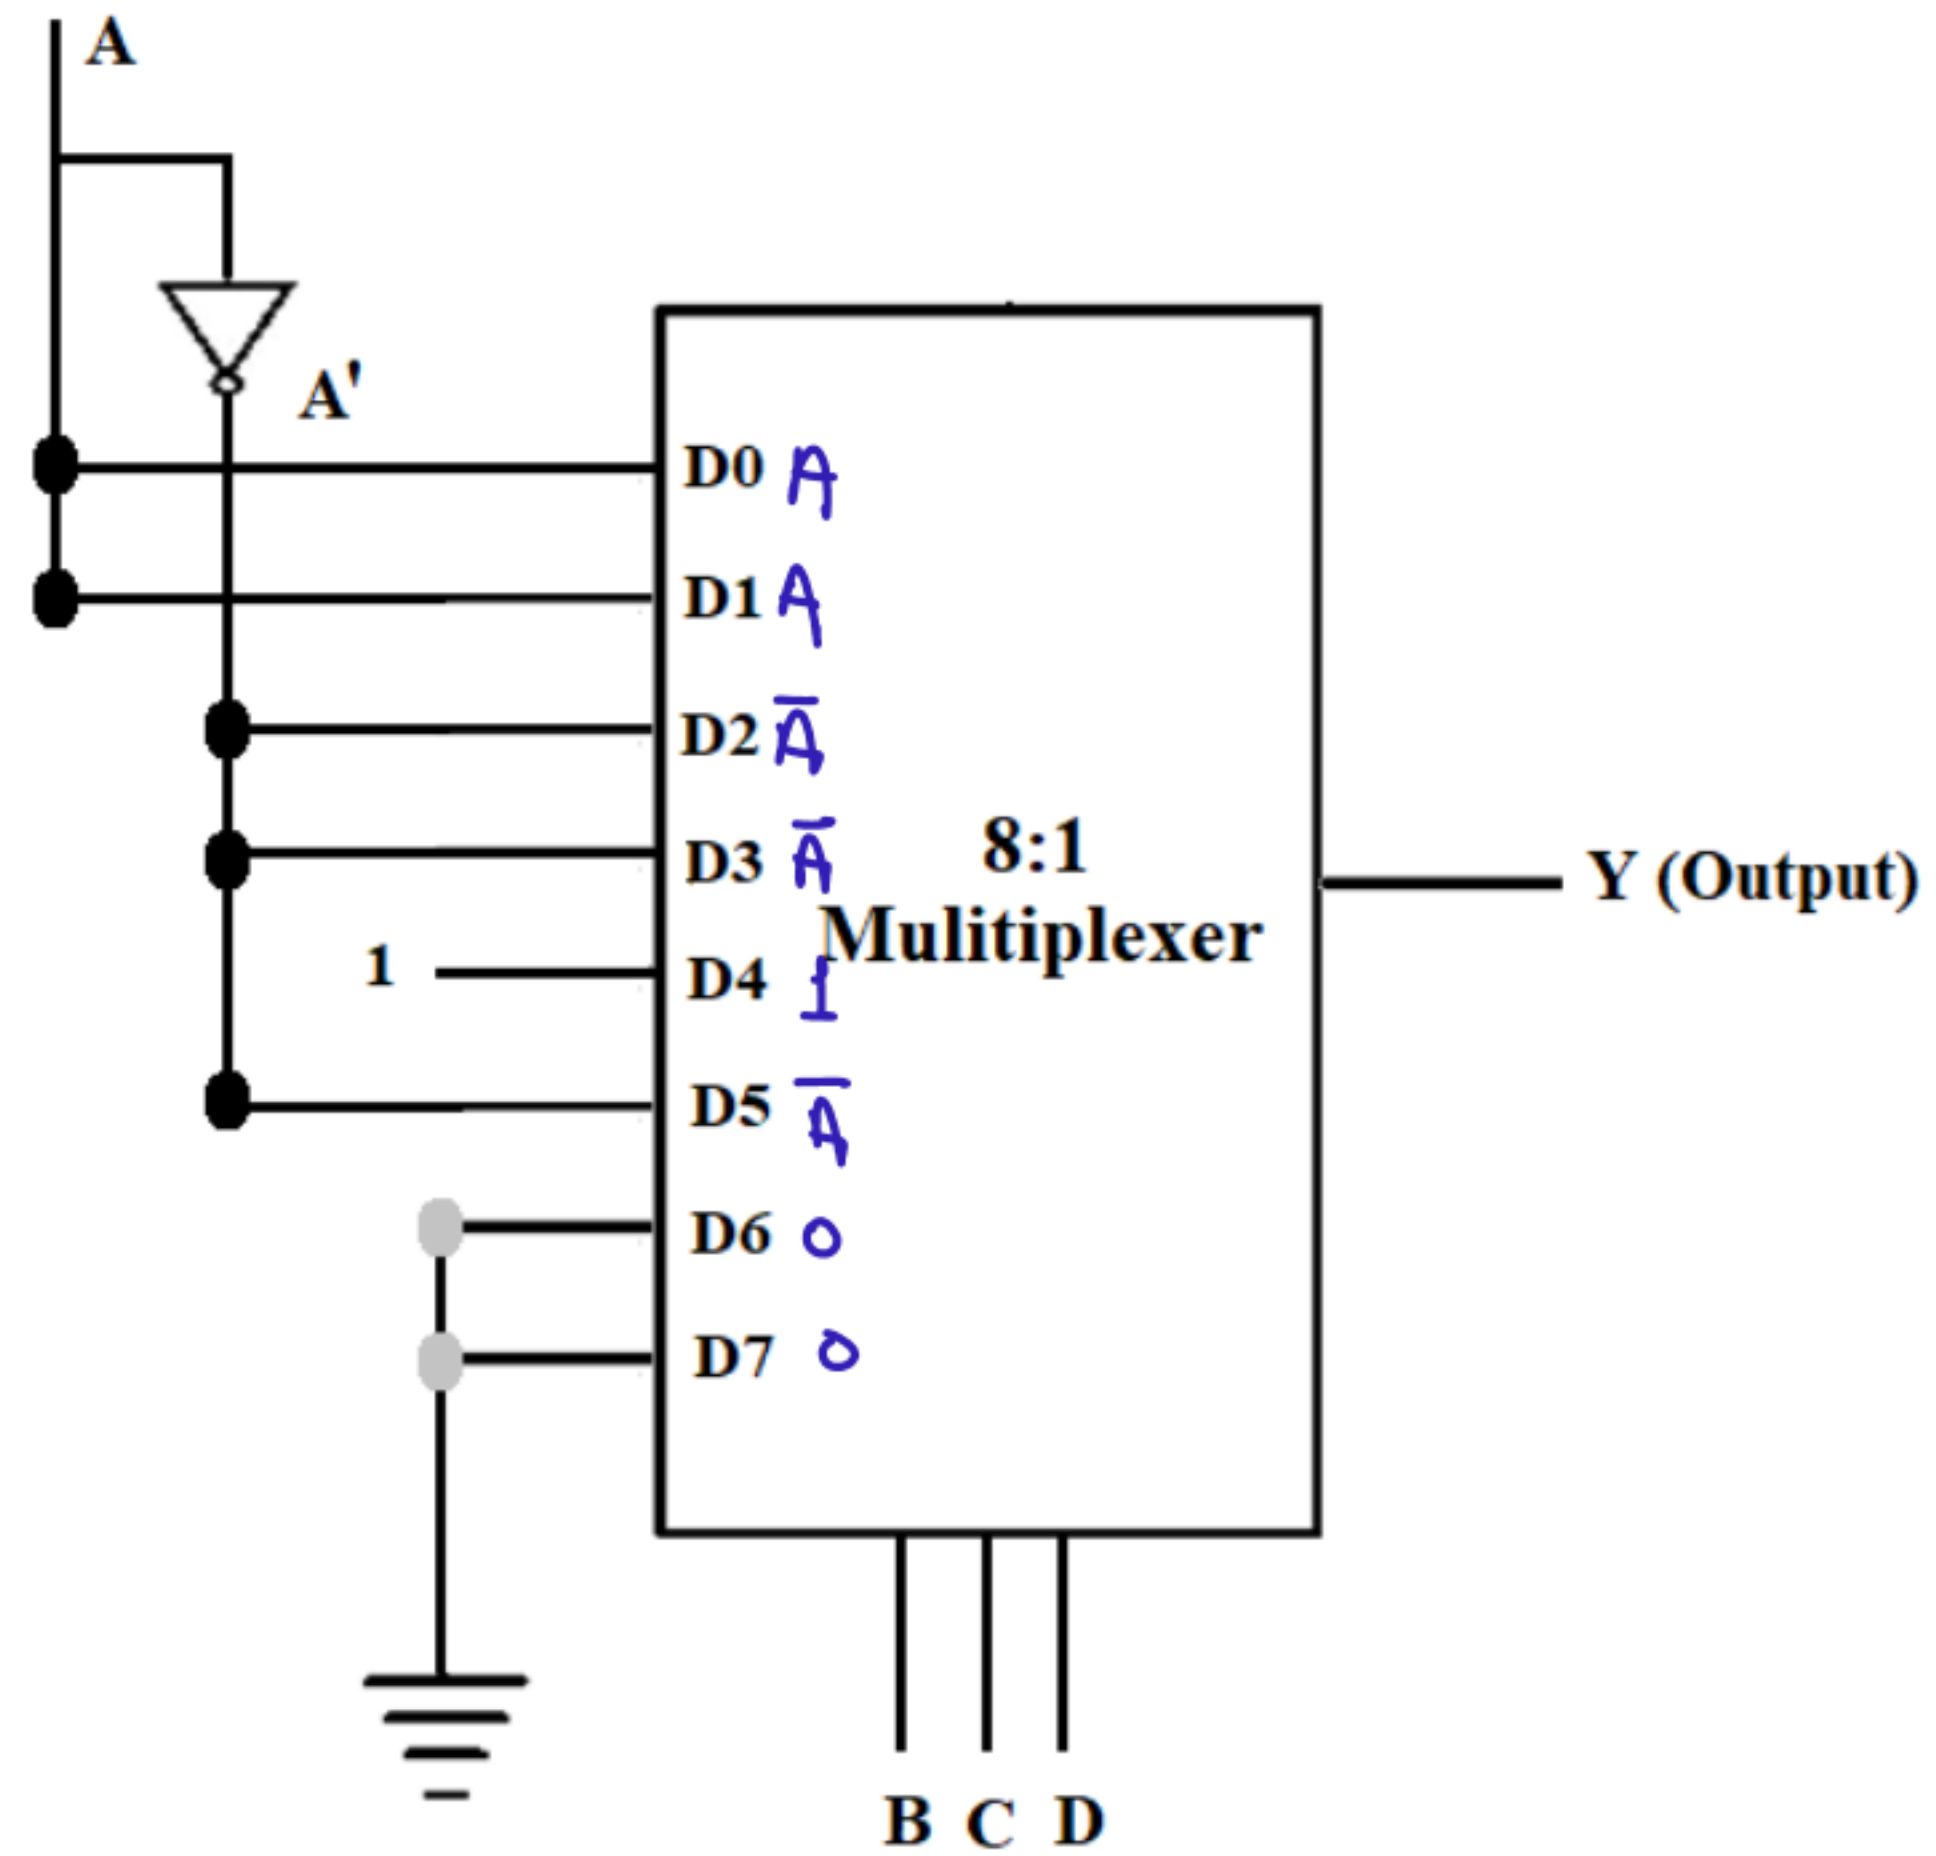 A
A'
D0 A
D1 A
D2 A̅
D3 A̅
8:1
Mulitiplexer
Y (Output)
1
D4 1
D5 A̅
D6 0
D7 0
B C D